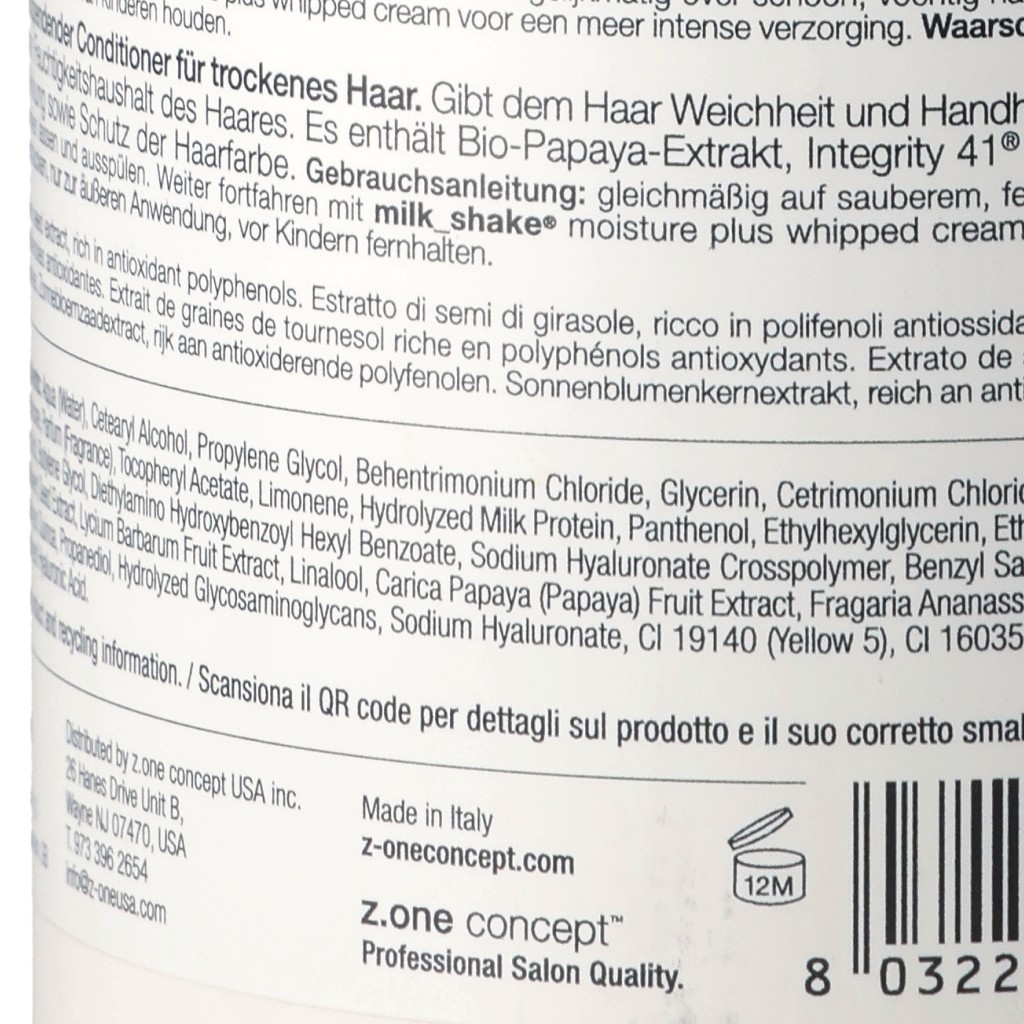 whipped cream voor een meer intense verzorging. Waarsc
houden.
Conditioner für trockenes Haar. Gibt dem Haar Weichheit und Handh
des Haares. Es enthält Bio-Papaya-Extrakt, Integrity 41®
sowie Schutz der Haarfarbe. Gebrauchsanleitung: gleichmäßig auf sauberem, fe
und ausspülen. Weiter fortfahren mit milk_shake® moisture plus whipped cream
nur zur äußeren Anwendung, vor Kindern fernhalten.
extract, rich in antioxidant polyphenols. Estratto di semi di girasole, ricco in polifenoli antiossida
antioxidantes. Extrait de graines de tournesol riche en polyphénols antioxydants. Extrato de
rijk aan antioxiderende polyfenolen. Sonnenblumenkernextrakt, reich an anti
Aqua (Water), Cetearyl Alcohol, Propylene Glycol, Behentrimonium Chloride, Glycerin, Cetrimonium Chloric
Parfum (Fragrance), Tocopheryl Acetate, Limonene, Hydrolyzed Milk Protein, Panthenol, Ethylhexylglycerin, Eth
Glycol, Diethylamino Hydroxybenzoyl Hexyl Benzoate, Sodium Hyaluronate Crosspolymer, Benzyl Sa
Extract, Lycium Barbarum Fruit Extract, Linalool, Carica Papaya (Papaya) Fruit Extract, Fragaria Ananass
Propanediol, Hydrolyzed Glycosaminoglycans, Sodium Hyaluronate, CI 19140 (Yellow 5), CI 16035
Acid.
and recycling information. / Scansiona il QR code per dettagli sul prodotto e il suo corretto smal
Distributed by z.one concept USA inc.
26 Hanes Drive Unit B,
Wayne NJ 07470, USA
T. 973 396 2654
info@z-oneusa.com
Made in Italy
z-oneconcept.com
z.one concept™
Professional Salon Quality.
12M
8 0322